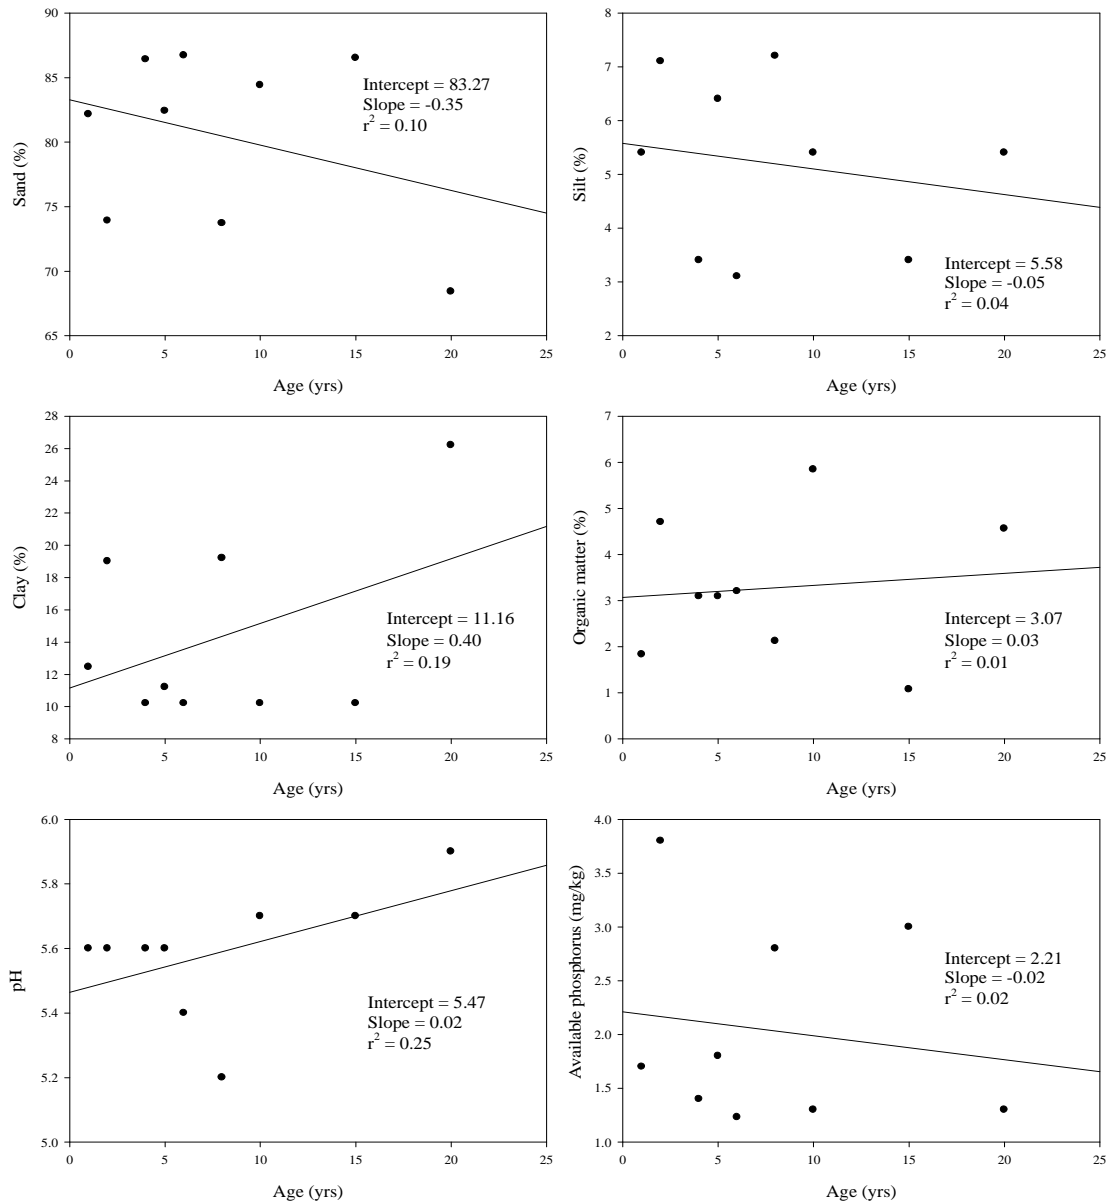 90
85
80
75
70
65
Sand (%)
Intercept = 83.27
Slope = -0.35
r² = 0.10
0 5 10 15 20 25
Age (yrs)
8
7
6
5
4
3
2
Silt (%)
Intercept = 5.58
Slope = -0.05
r² = 0.04
0 5 10 15 20 25
Age (yrs)
28
26
24
22
20
18
16
14
12
10
8
Clay (%)
Intercept = 11.16
Slope = 0.40
r² = 0.19
0 5 10 15 20 25
Age (yrs)
7
6
5
4
3
2
1
0
Organic matter (%)
Intercept = 3.07
Slope = 0.03
r² = 0.01
0 5 10 15 20 25
Age (yrs)
6.0
5.8
5.6
5.4
5.2
5.0
pH
Intercept = 5.47
Slope = 0.02
r² = 0.25
0 5 10 15 20 25
Age (yrs)
4.0
3.5
3.0
2.5
2.0
1.5
1.0
Available phosphorus (mg/kg)
Intercept = 2.21
Slope = -0.02
r² = 0.02
0 5 10 15 20 25
Age (yrs)